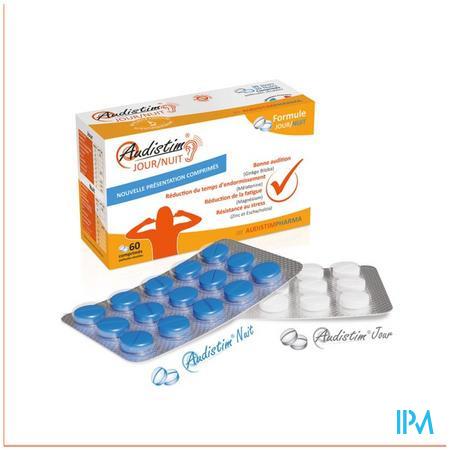 Audistim®
JOUR/NUIT
NOUVELLE PRÉSENTATION COMPRIMÉS
Formule
JOUR/NUIT
Bonne audition
(Ginkgo Biloba)
Réduction du temps d'endormissement
(Mélatonine)
Réduction de la fatigue
(Magnésium)
Résistance au stress
(Zinc et Eschscholzia)
AUDISTIMPHARMA
60
comprimés
Audistim® Nuit
Audistim® Jour
IPM